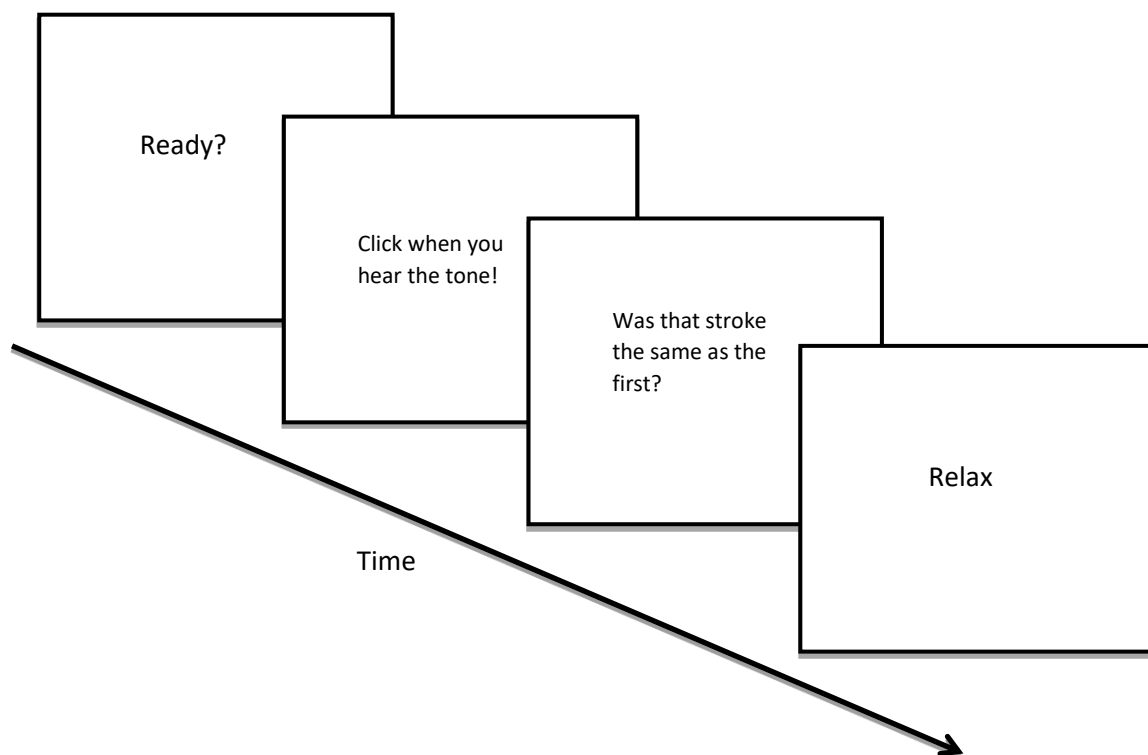 Ready?
Click when you
hear the tone!
Was that stroke
the same as the
first?
Relax
Time